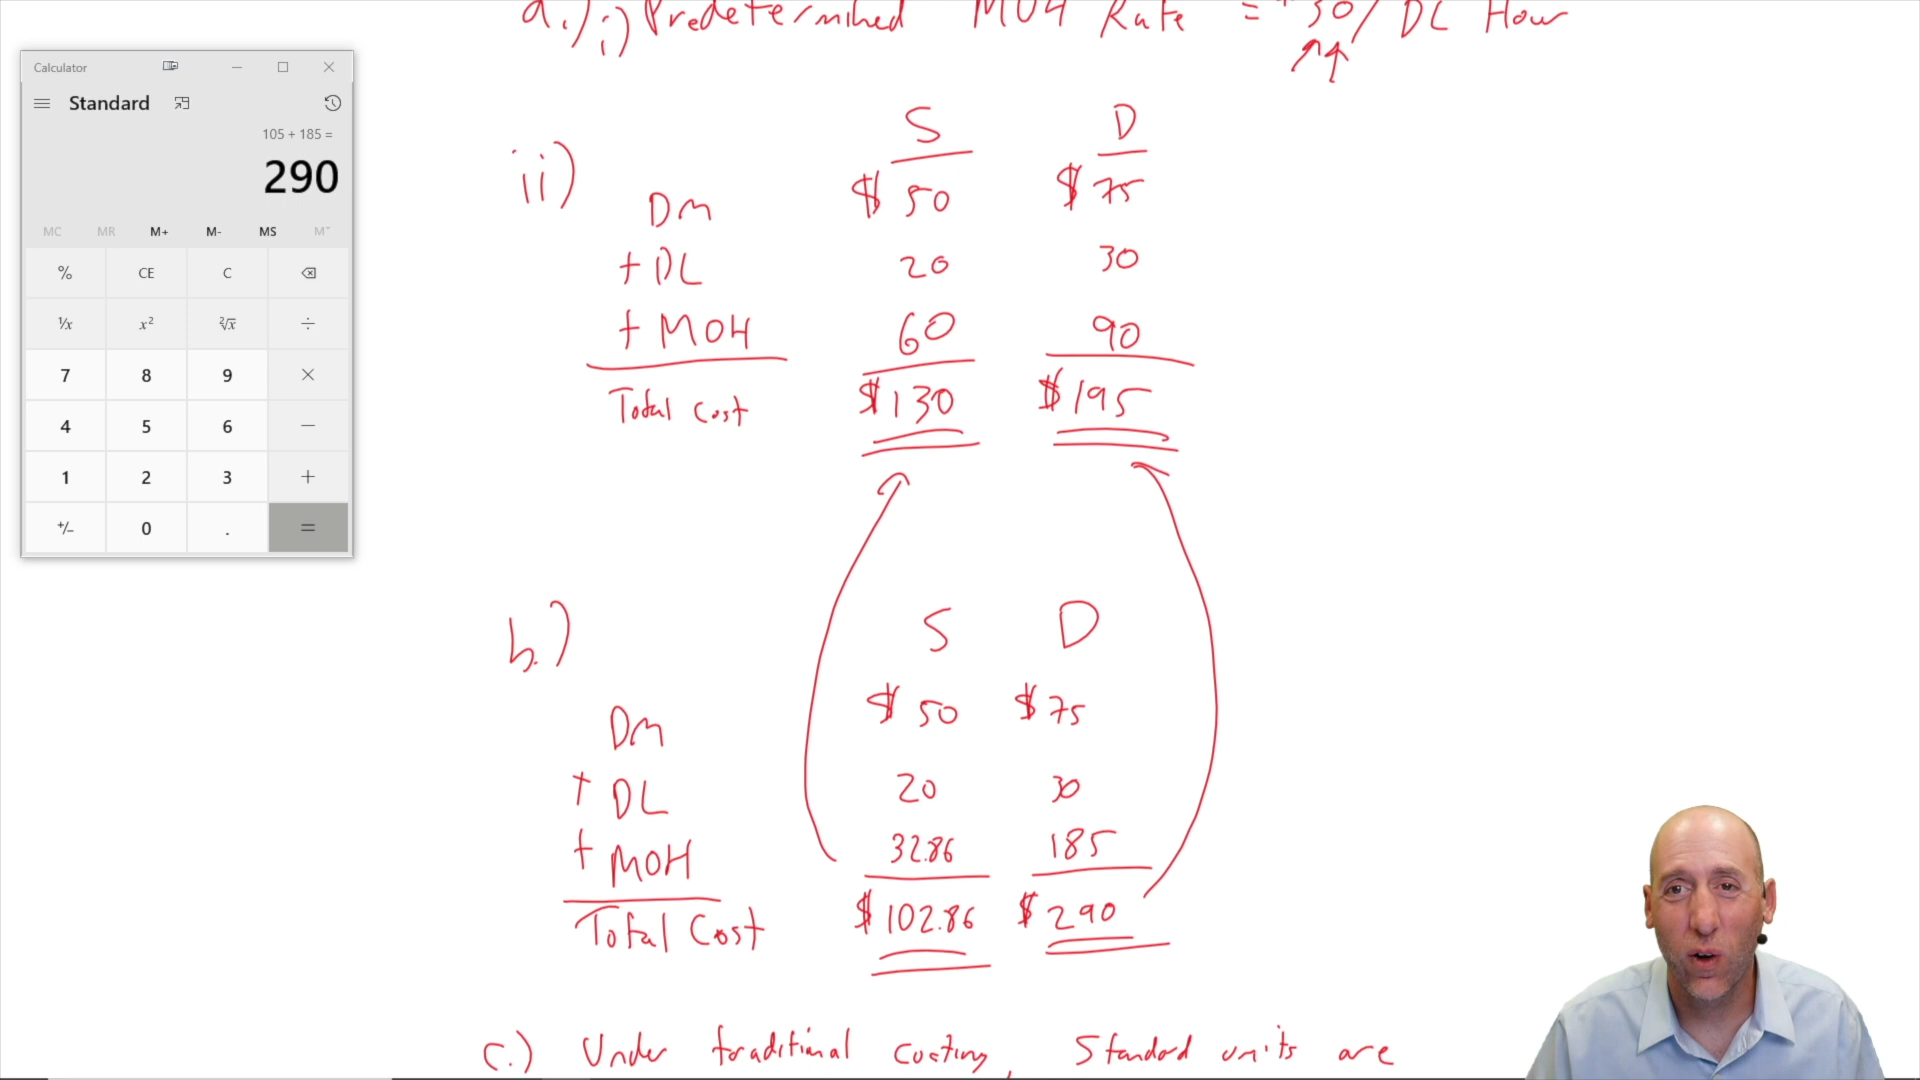 a.) i) Predetermined MOH Rate = $30/DL Hour
Calculator
Standard
105 + 185 =
290
MC MR M+ M- MS M˅
% CE C ⌫
¹/x x² ²√x ÷
7 8 9 ×
4 5 6 −
1 2 3 +
+/− 0 . =
ii) S D
DM $ 50 $ 75
+ DL 20 30
+ MOH 60 90
Total Cost $130 $195
b.) S D
DM $ 50 $ 75
+ DL 20 30
+ MOH 32.86 185
Total Cost $102.86 $290
c.) Under traditional costing, Standard units are